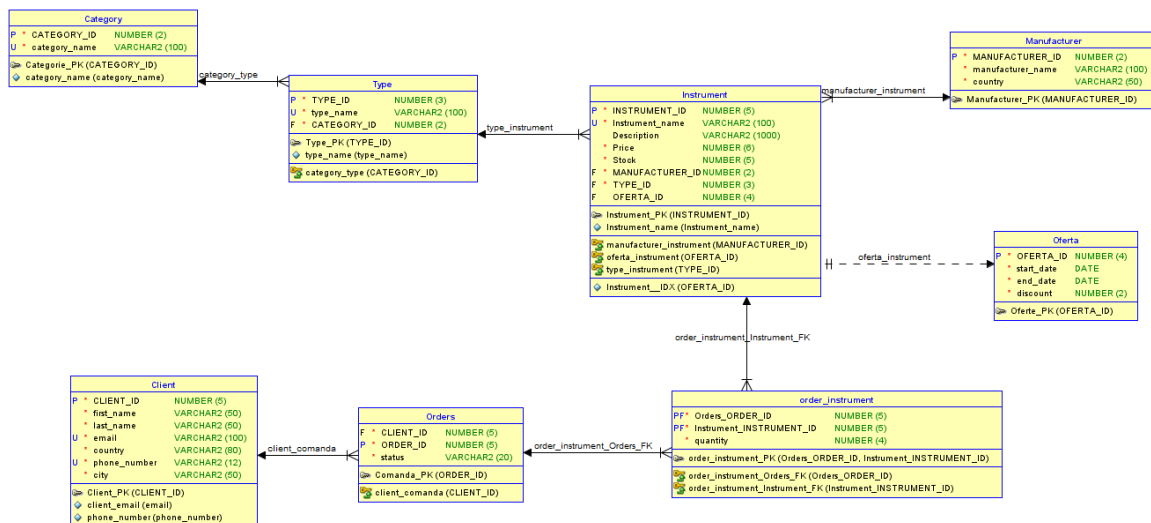 Category
P * CATEGORY_ID NUMBER (2)
U * category_name VARCHAR2 (100)
Categorie_PK (CATEGORY_ID)
category_name (category_name)
category_type
Type
P * TYPE_ID NUMBER (3)
U * type_name VARCHAR2 (100)
F * CATEGORY_ID NUMBER (2)
Type_PK (TYPE_ID)
type_name (type_name)
category_type (CATEGORY_ID)
type_instrument
Instrument
P * INSTRUMENT_ID NUMBER (5)
U * Instrument_name VARCHAR2 (100)
Description VARCHAR2 (1000)
* Price NUMBER (6)
* Stock NUMBER (5)
F * MANUFACTURER_ID NUMBER (2)
F * TYPE_ID NUMBER (3)
F OFERTA_ID NUMBER (4)
Instrument_PK (INSTRUMENT_ID)
Instrument_name (Instrument_name)
manufacturer_instrument (MANUFACTURER_ID)
oferta_instrument (OFERTA_ID)
type_instrument (TYPE_ID)
Instrument__IDX (OFERTA_ID)
manufacturer_instrument
Manufacturer
P * MANUFACTURER_ID NUMBER (2)
* manufacturer_name VARCHAR2 (100)
* country VARCHAR2 (50)
Manufacturer_PK (MANUFACTURER_ID)
oferta_instrument
Oferta
P * OFERTA_ID NUMBER (4)
* start_date DATE
* end_date DATE
* discount NUMBER (2)
Oferte_PK (OFERTA_ID)
order_instrument_Instrument_FK
Client
P * CLIENT_ID NUMBER (5)
* first_name VARCHAR2 (50)
* last_name VARCHAR2 (50)
U * email VARCHAR2 (100)
* country VARCHAR2 (80)
U * phone_number VARCHAR2 (12)
* city VARCHAR2 (50)
Client_PK (CLIENT_ID)
client_email (email)
phone_number (phone_number)
client_comanda
Orders
F * CLIENT_ID NUMBER (5)
P * ORDER_ID NUMBER (5)
* status VARCHAR2 (20)
Comanda_PK (ORDER_ID)
client_comanda (CLIENT_ID)
order_instrument_Orders_FK
order_instrument
PF* Orders_ORDER_ID NUMBER (5)
PF* Instrument_INSTRUMENT_ID NUMBER (5)
* quantity NUMBER (4)
order_instrument_PK (Orders_ORDER_ID, Instrument_INSTRUMENT_ID)
order_instrument_Orders_FK (Orders_ORDER_ID)
order_instrument_Instrument_FK (Instrument_INSTRUMENT_ID)